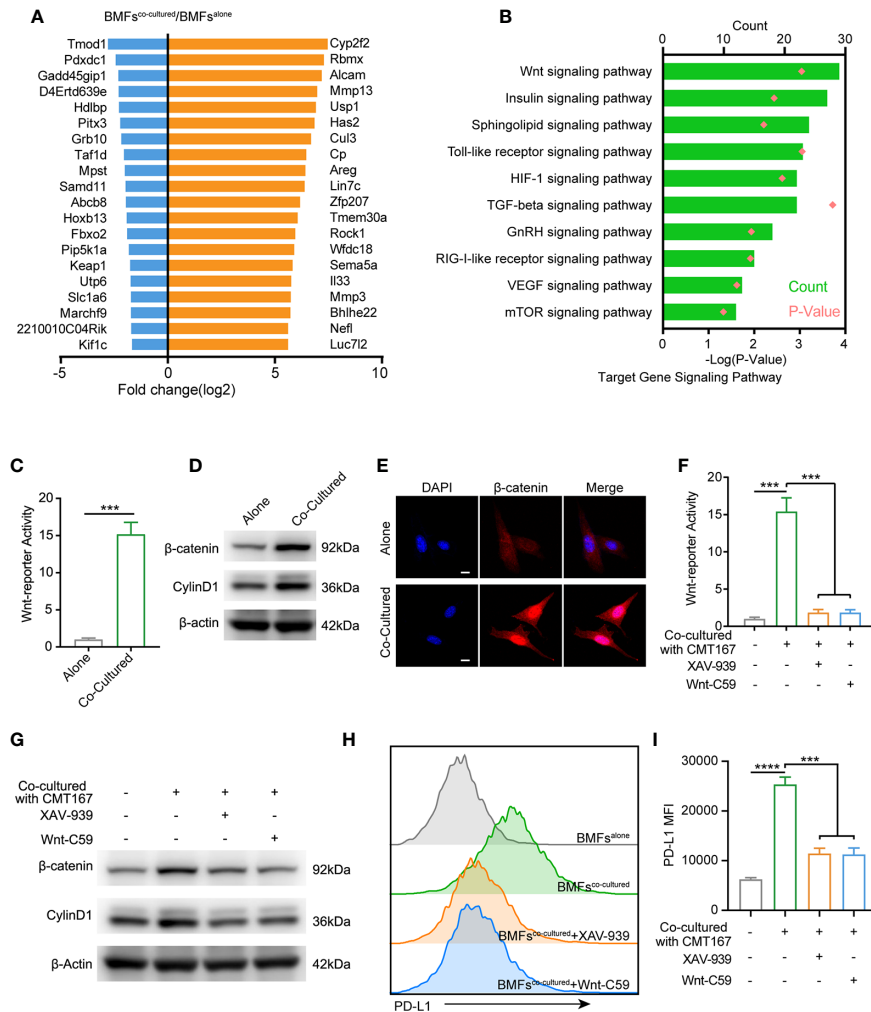 A
BMFsco-cultured/BMFsalone
Tmod1 Cyp2f2
Pdxdc1 Rbmx
Gadd45gip1 Alcam
D4Ertd639e Mmp13
Hdlbp Usp1
Pitx3 Has2
Grb10 Cul3
Taf1d Cp
Mpst Areg
Samd11 Lin7c
Abcb8 Zfp207
Hoxb13 Tmem30a
Fbxo2 Rock1
Pip5k1a Wfdc18
Keap1 Sema5a
Utp6 Il33
Slc1a6 Mmp3
Marchf9 Bhlhe22
2210010C04Rik Nefl
Kif1c Luc7l2
-5 0 5 10
Fold change(log2)
B
Count
0 10 20 30
Wnt signaling pathway
Insulin signaling pathway
Sphingolipid signaling pathway
Toll-like receptor signaling pathway
HIF-1 signaling pathway
TGF-beta signaling pathway
GnRH signaling pathway
RIG-I-like receptor signaling pathway
VEGF signaling pathway
mTOR signaling pathway
Count
P-Value
0 1 2 3 4
-Log(P-Value)
Target Gene Signaling Pathway
C
Wnt-reporter Activity
20
15
10
5
0
***
Alone
Co-Cultured
D
Alone
Co-Cultured
β-catenin 92kDa
CylinD1 36kDa
β-actin 42kDa
E
DAPI β-catenin Merge
Alone
Co-Cultured
F
Wnt-reporter Activity
20
15
10
5
0
*** ***
Co-cultured
with CMT167 - + + +
XAV-939 - - + -
Wnt-C59 - - - +
G
Co-cultured
with CMT167 - + + +
XAV-939 - - + -
Wnt-C59 - - - +
β-catenin 92kDa
CylinD1 36kDa
β-Actin 42kDa
H
BMFsalone
BMFsco-cultured
BMFsco-cultured+XAV-939
BMFsco-cultured+Wnt-C59
PD-L1
I
PD-L1 MFI
30000
20000
10000
0
**** ***
Co-cultured
with CMT167 - + + +
XAV-939 - - + -
Wnt-C59 - - - +